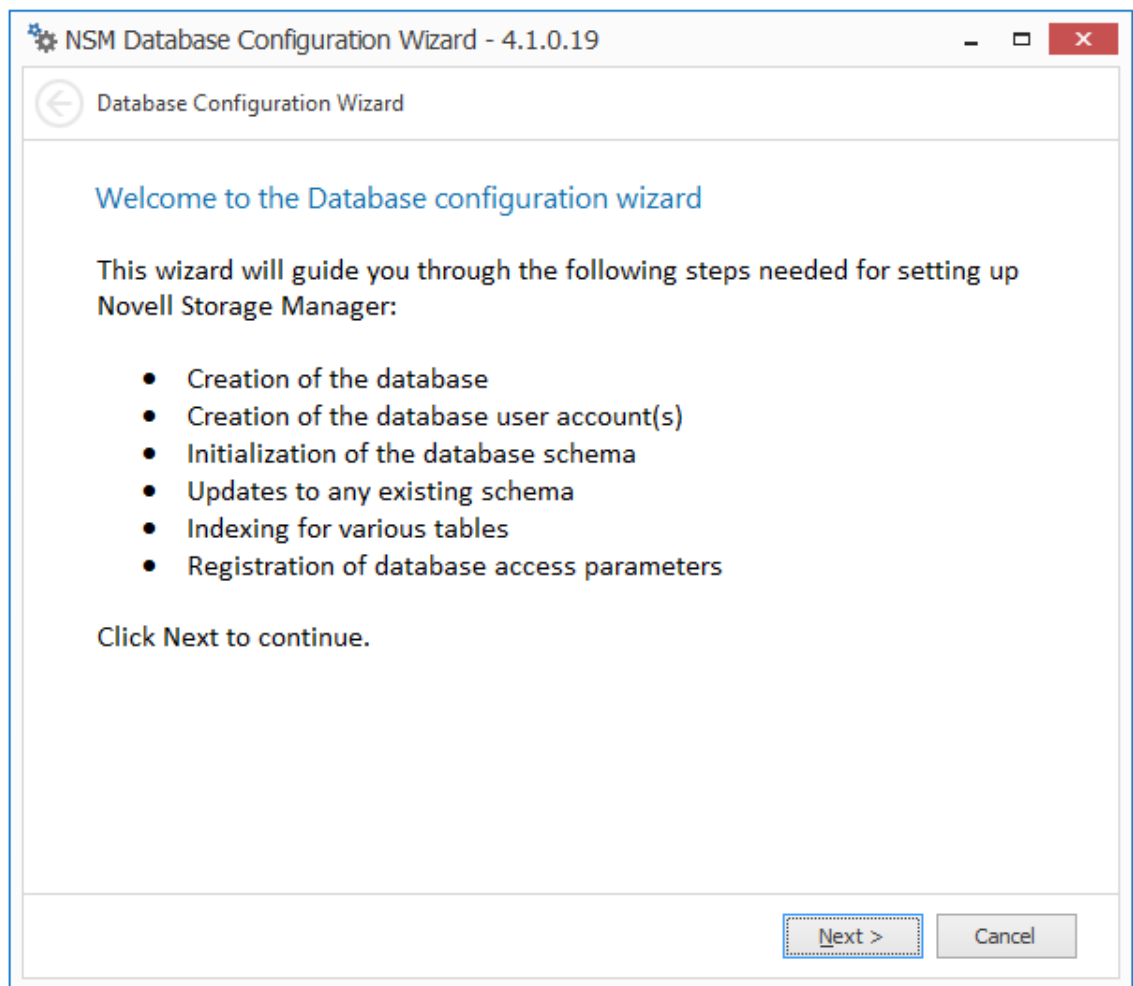 NSM Database Configuration Wizard - 4.1.0.19
Database Configuration Wizard
Welcome to the Database configuration wizard
This wizard will guide you through the following steps needed for setting up
Novell Storage Manager:
• Creation of the database
• Creation of the database user account(s)
• Initialization of the database schema
• Updates to any existing schema
• Indexing for various tables
• Registration of database access parameters
Click Next to continue.
Next >
Cancel